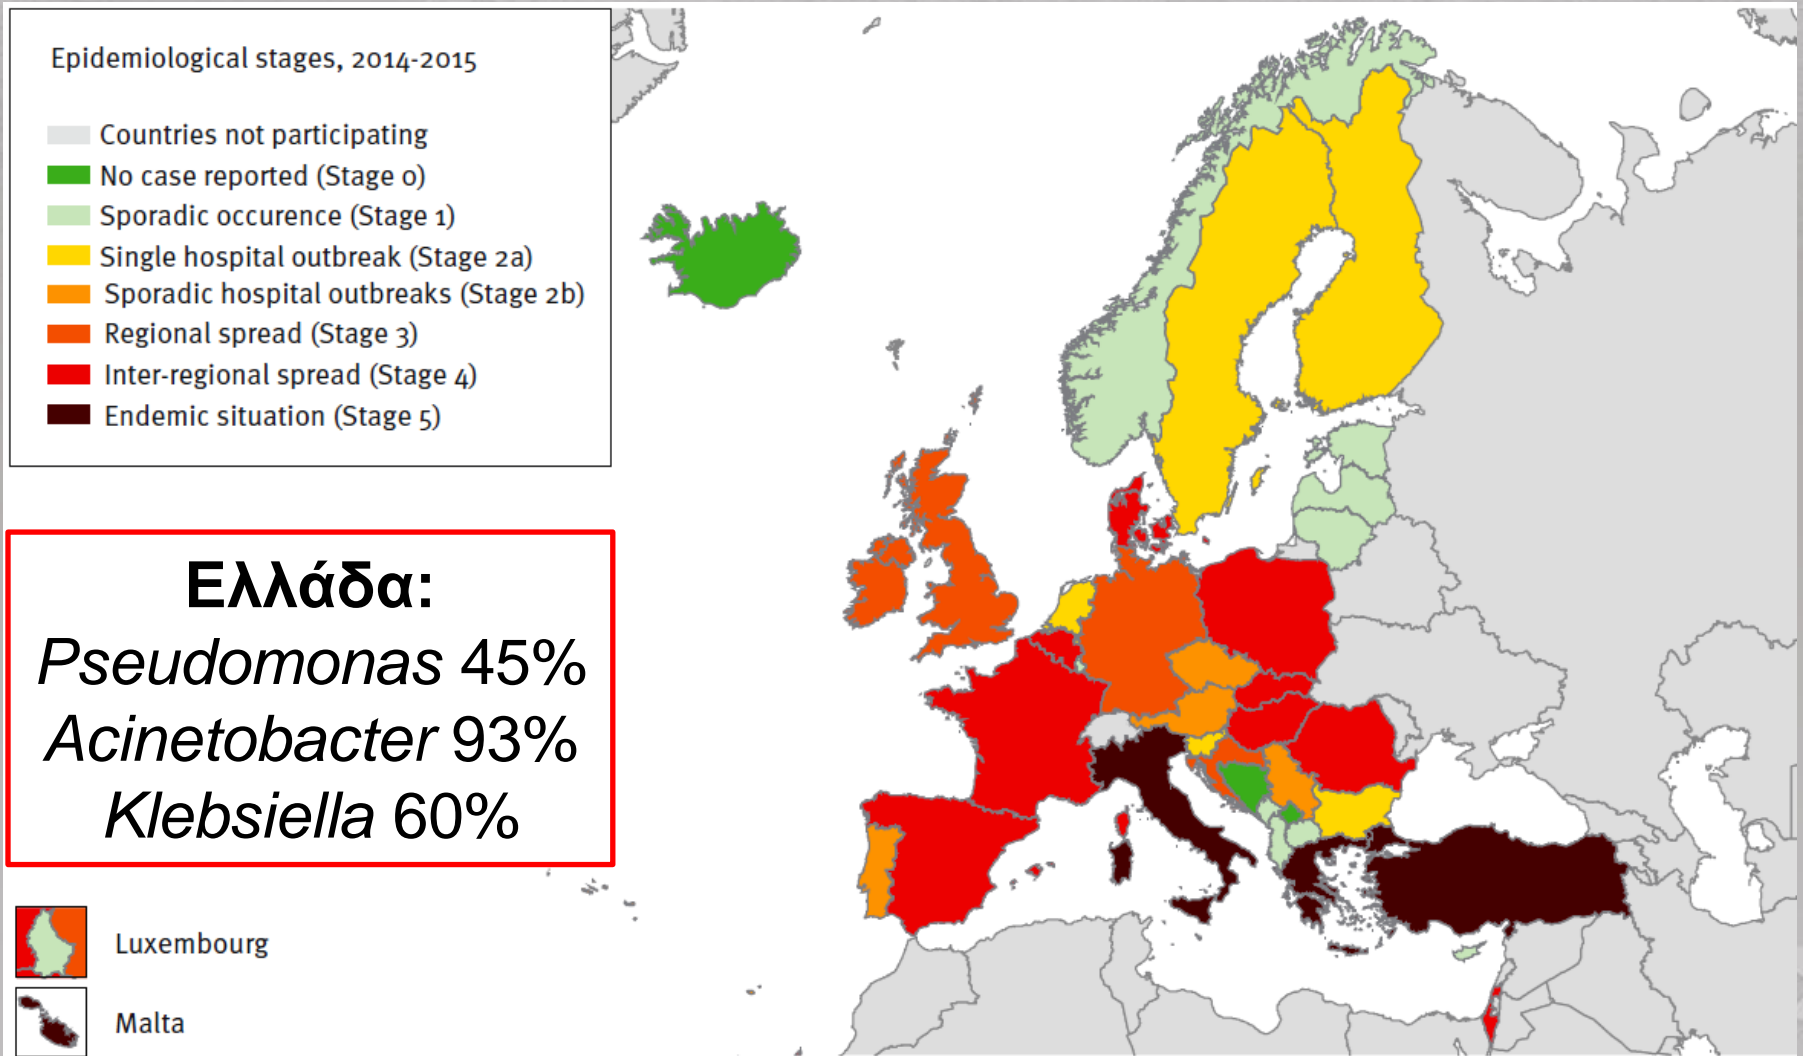 Epidemiological stages, 2014-2015
Countries not participating
No case reported (Stage 0)
Sporadic occurence (Stage 1)
Single hospital outbreak (Stage 2a)
Sporadic hospital outbreaks (Stage 2b)
Regional spread (Stage 3)
Inter-regional spread (Stage 4)
Endemic situation (Stage 5)
Ελλάδα:
Pseudomonas 45%
Acinetobacter 93%
Klebsiella 60%
Luxembourg
Malta